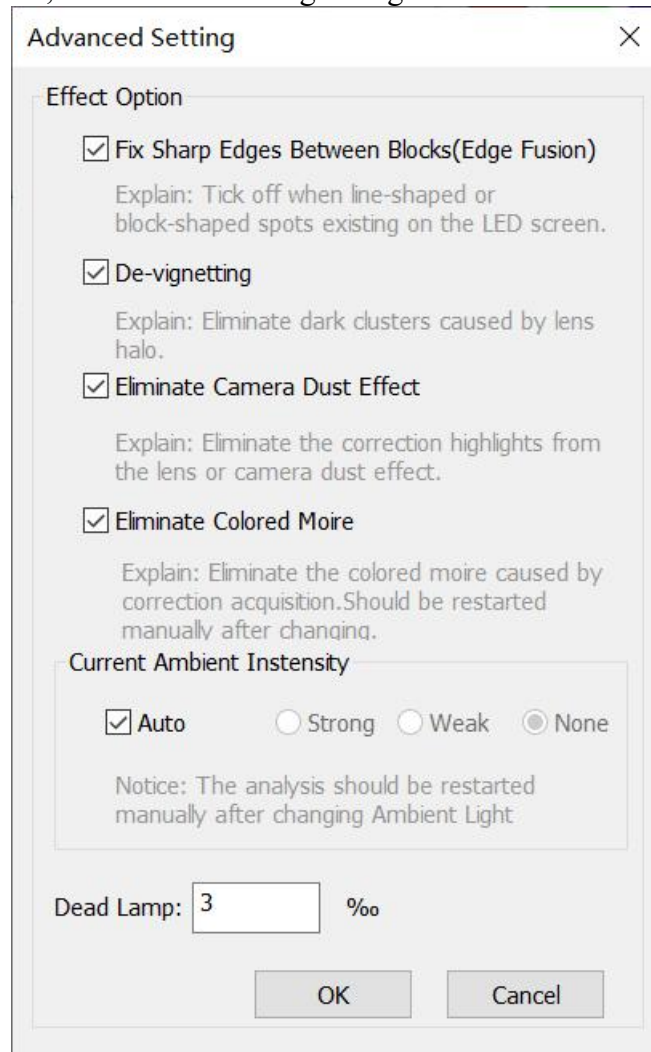 Advanced Setting
Effect Option
Fix Sharp Edges Between Blocks(Edge Fusion)
Explain: Tick off when line-shaped or
block-shaped spots existing on the LED screen.
De-vignetting
Explain: Eliminate dark clusters caused by lens
halo.
Eliminate Camera Dust Effect
Explain: Eliminate the correction highlights from
the lens or camera dust effect.
Eliminate Colored Moire
Explain: Eliminate the colored moire caused by
correction acquisition.Should be restarted
manually after changing.
Current Ambient Instensity
Auto Strong Weak None
Notice: The analysis should be restarted
manually after changing Ambient Light
Dead Lamp: 3 ‰
OK Cancel